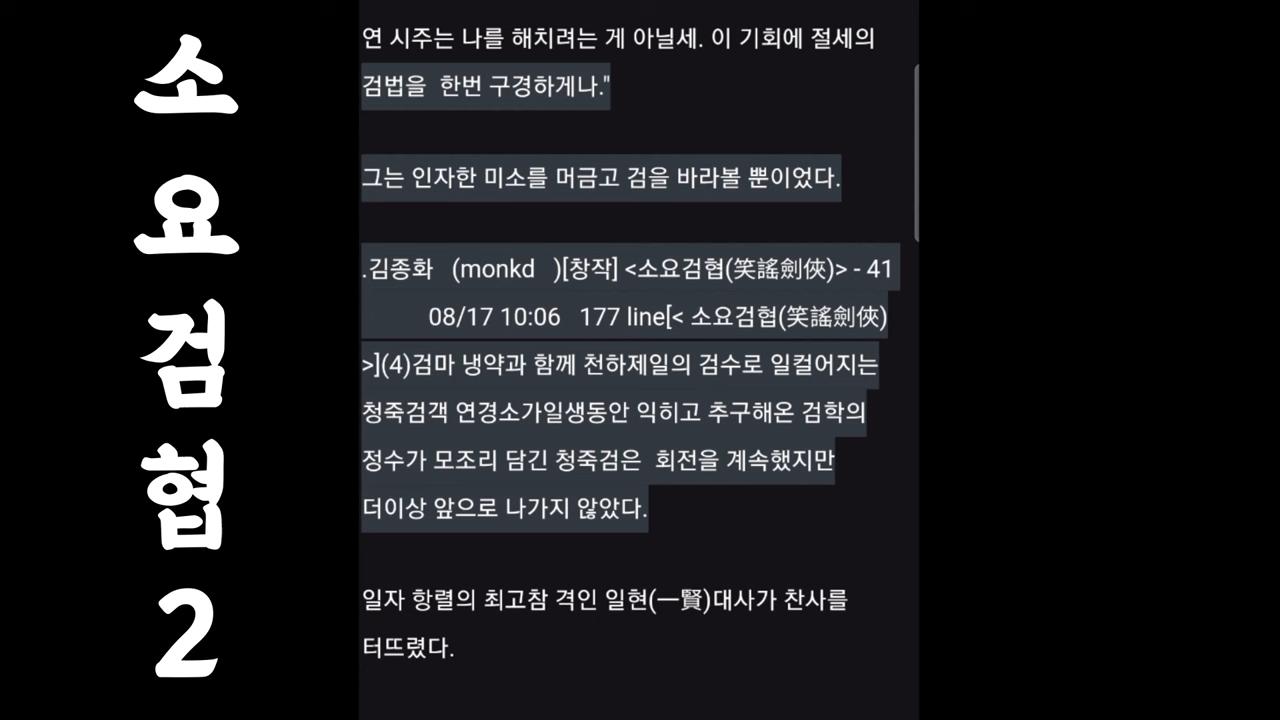 소
요
검
협
2
연 시주는 나를 해치려는 게 아닐세. 이 기회에 절세의
검법을  한번 구경하게나."
그는 인자한 미소를 머금고 검을 바라볼 뿐이었다.
.김종화   (monkd   )[창작] <소요검협(笑謠劍俠)> - 41
08/17 10:06   177 line[< 소요검협(笑謠劍俠)
>](4)검마 냉약과 함께 천하제일의 검수로 일컬어지는
청죽검객 연경소가일생동안 익히고 추구해온 검학의
정수가 모조리 담긴 청죽검은  회전을 계속했지만
더이상 앞으로 나가지 않았다.
일자 항렬의 최고참 격인 일현(一賢)대사가 찬사를
터뜨렸다.